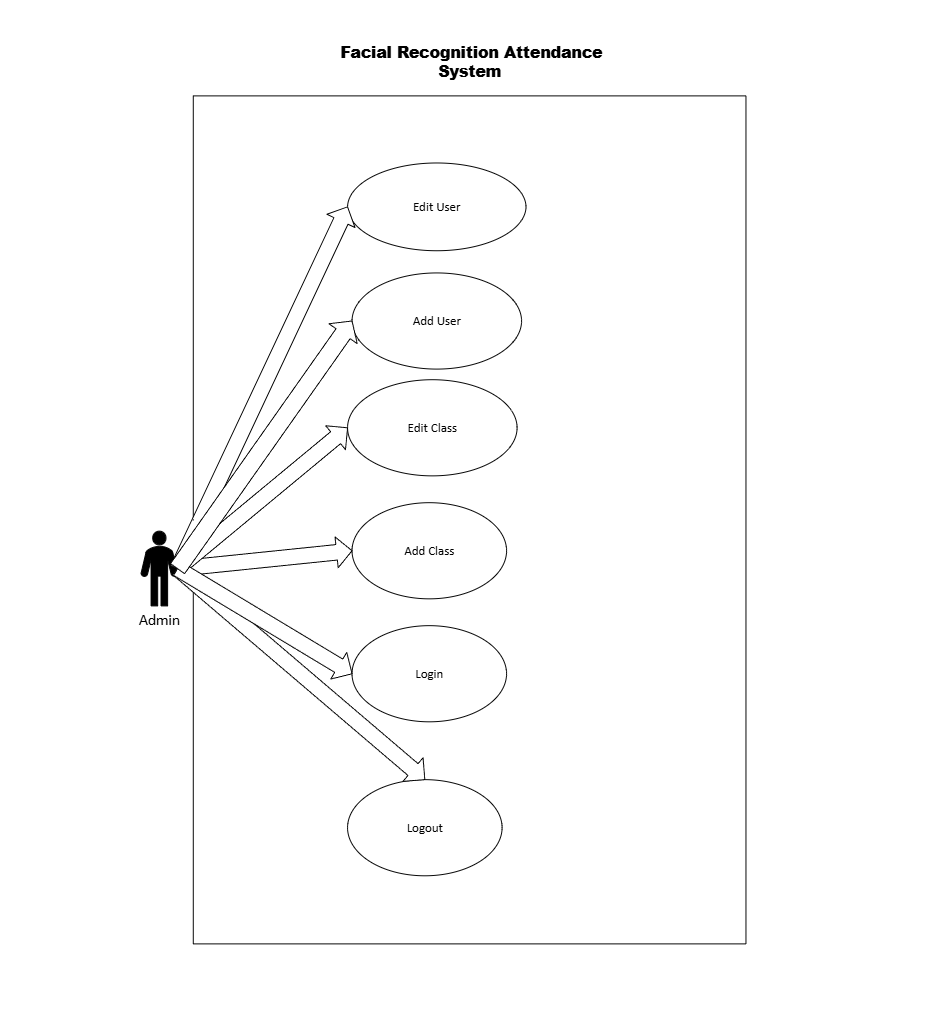 Facial Recognition Attendance
System
Edit User
Add User
Edit Class
Add Class
Admin
Login
Logout